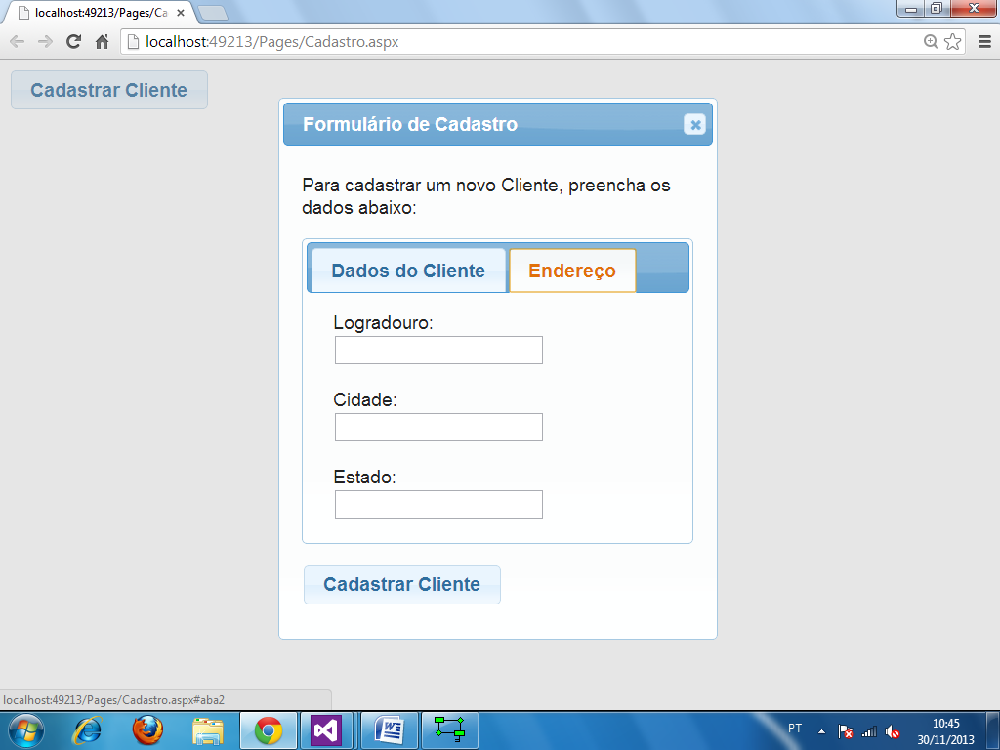 localhost:49213/Pages/Ca
localhost:49213/Pages/Cadastro.aspx
Cadastrar Cliente
Formulário de Cadastro
Para cadastrar um novo Cliente, preencha os
dados abaixo:
Dados do Cliente Endereço
Logradouro:
Cidade:
Estado:
Cadastrar Cliente
localhost:49213/Pages/Cadastro.aspx#aba2
PT
10:45
30/11/2013